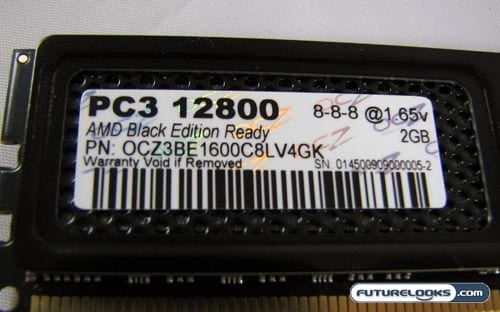 PC3 12800 8-8-8 @1.65v
AMD Black Edition Ready 2GB
PN: OCZ3BE1600C8LV4GK
Warranty Void if Removed SN: 014500909000005-2
OCZ
FUTURELOOKS.COM